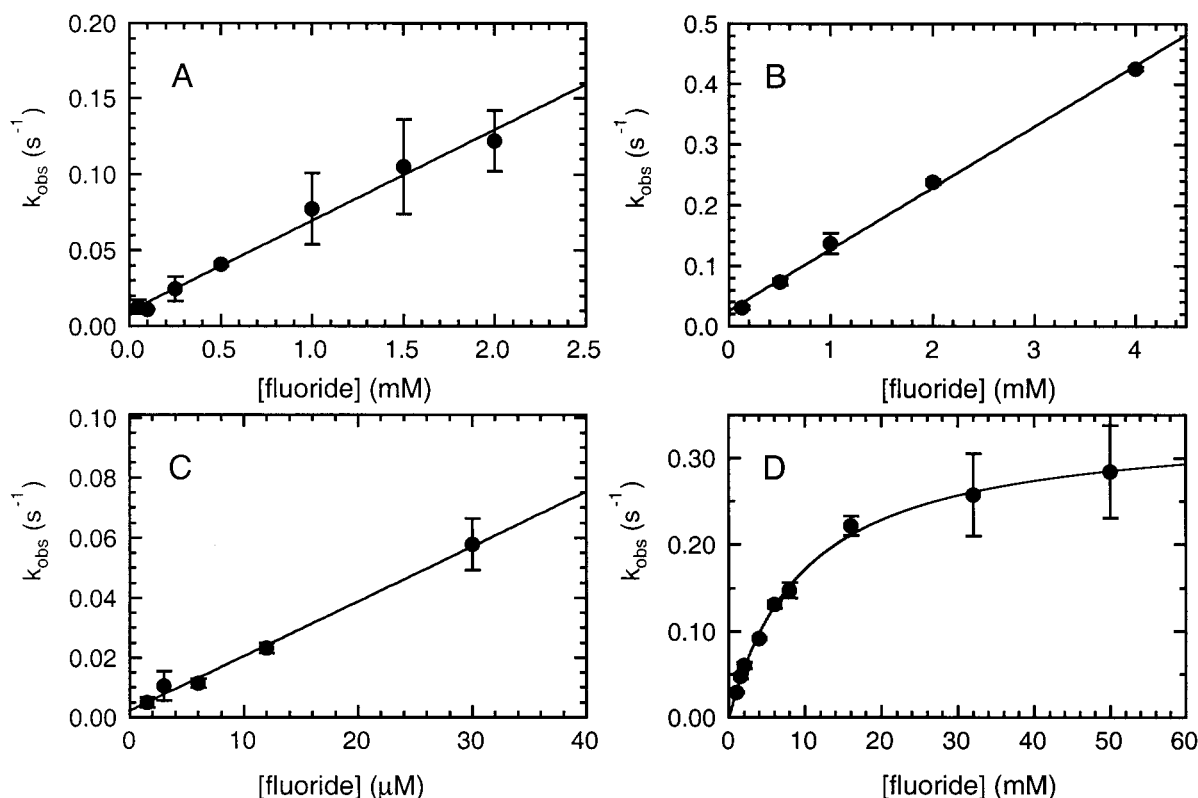 A
k_obs (s⁻¹)
0.20
0.15
0.10
0.05
0.00
0.0 0.5 1.0 1.5 2.0 2.5
[fluoride] (mM)
B
k_obs (s⁻¹)
0.5
0.4
0.3
0.2
0.1
0.0
0 1 2 3 4
[fluoride] (mM)
C
k_obs (s⁻¹)
0.10
0.08
0.06
0.04
0.02
0.00
0 10 20 30 40
[fluoride] (μM)
D
k_obs (s⁻¹)
0.30
0.20
0.10
0.00
0 10 20 30 40 50 60
[fluoride] (mM)